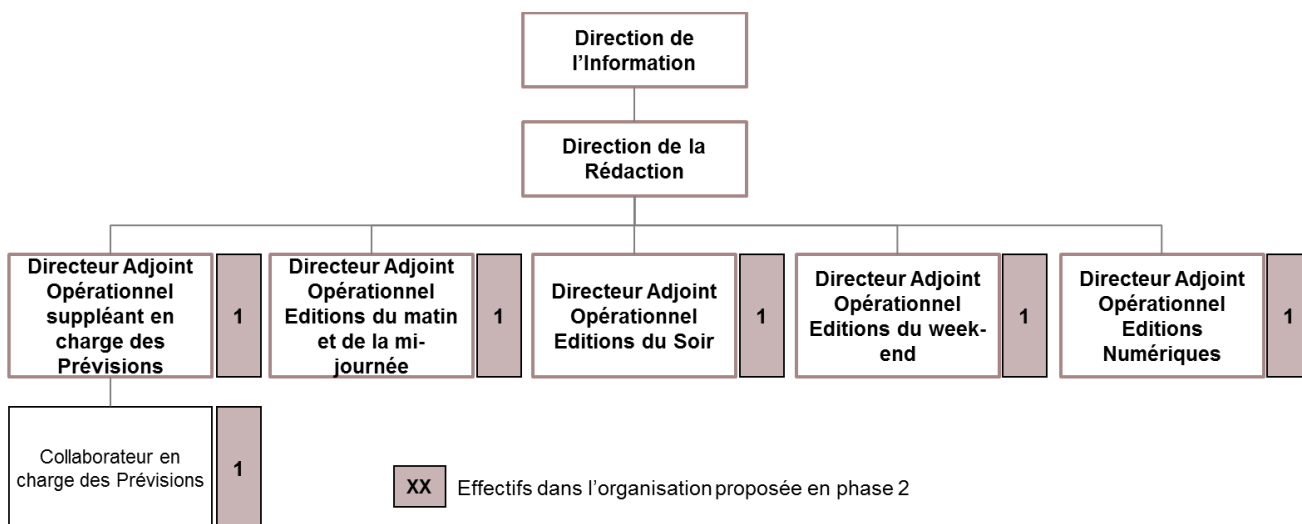 Direction de
l'Information
Direction de la
Rédaction
Directeur Adjoint
Opérationnel
suppléant en
charge des
Prévisions
1
Directeur Adjoint
Opérationnel
Editions du matin
et de la mi-
journée
1
Directeur Adjoint
Opérationnel
Editions du Soir
1
Directeur Adjoint
Opérationnel
Editions du week-
end
1
Directeur Adjoint
Opérationnel
Editions
Numériques
1
Collaborateur en
charge des Prévisions
1
XX
Effectifs dans l'organisation proposée en phase 2